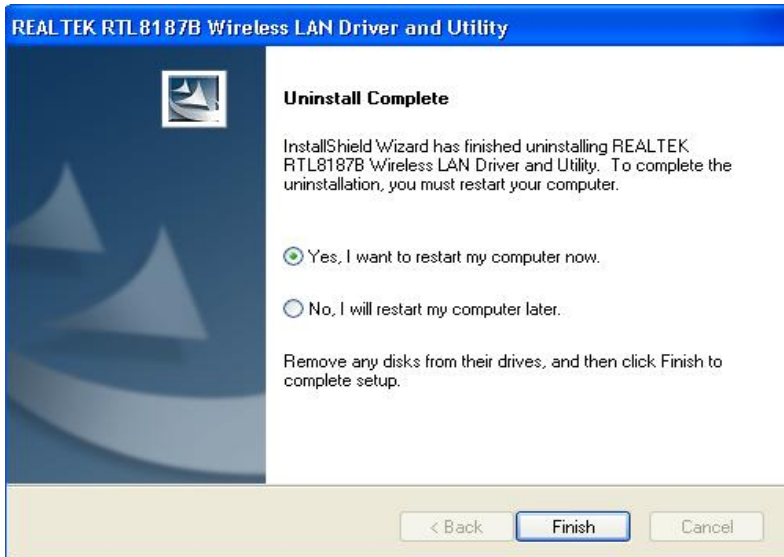 REALTEK RTL8187B Wireless LAN Driver and Utility
Uninstall Complete
InstallShield Wizard has finished uninstalling REALTEK
RTL8187B Wireless LAN Driver and Utility.  To complete the
uninstallation, you must restart your computer.
Yes, I want to restart my computer now.
No, I will restart my computer later.
Remove any disks from their drives, and then click Finish to
complete setup.
< Back
Finish
Cancel